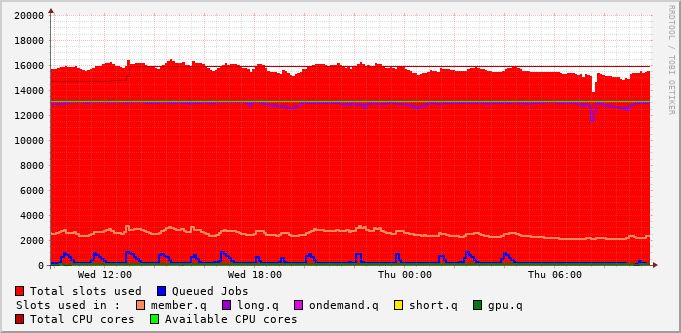 20000
18000
16000
14000
12000
10000
8000
6000
4000
2000
0
Wed 12:00 Wed 18:00 Thu 00:00 Thu 06:00
RRDTOOL / TOBI OETIKER
Total slots used Queued Jobs
Slots used in : member.q long.q ondemand.q short.q gpu.q
Total CPU cores Available CPU cores